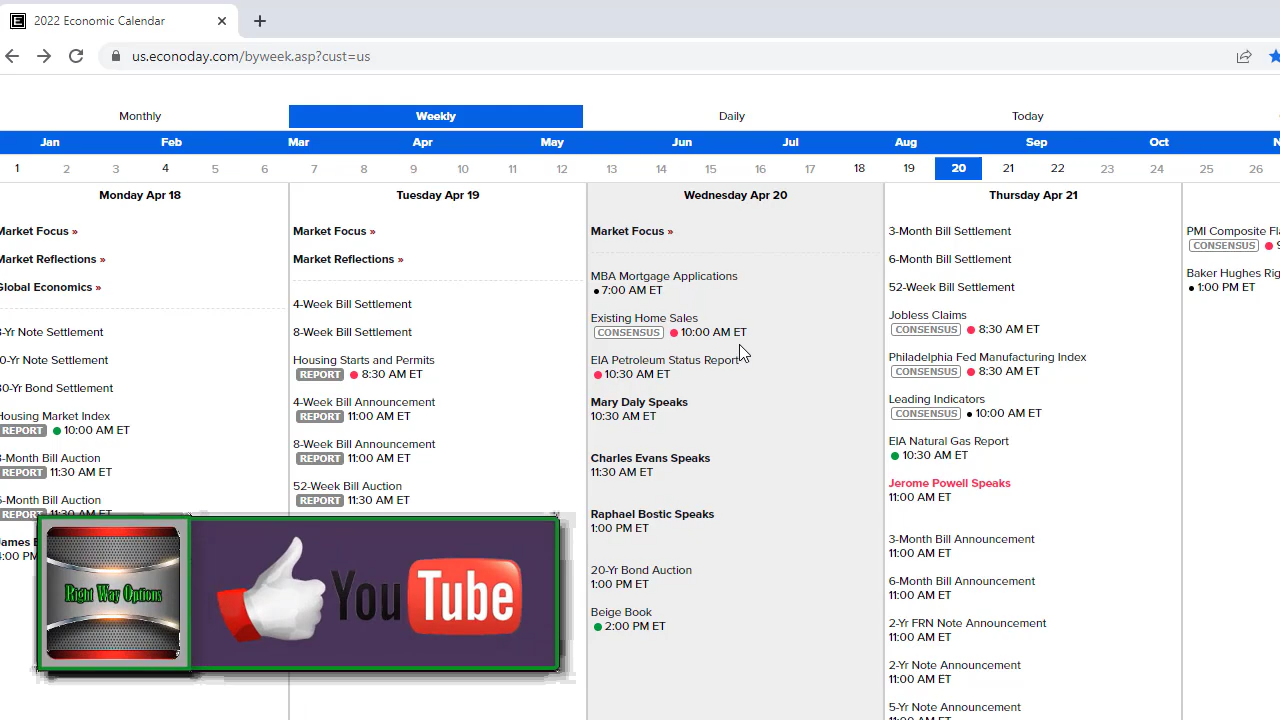 2022 Economic Calendar
us.econoday.com/byweek.asp?cust=us
Monthly
Weekly
Daily
Today
Jan Feb Mar Apr May Jun Jul Aug Sep Oct
1 2 3 4 5 6 7 8 9 10 11 12 13 14 15 16 17 18 19 20 21 22 23 24 25 26
Monday Apr 18
Market Focus »
Market Reflections »
Global Economics »
-Yr Note Settlement
0-Yr Note Settlement
30-Yr Bond Settlement
Housing Market Index
REPORT 10:00 AM ET
-Month Bill Auction
REPORT 11:30 AM ET
6-Month Bill Auction
REPORT 11:30 AM ET
James
4:00 PM
Tuesday Apr 19
Market Focus »
Market Reflections »
4-Week Bill Settlement
8-Week Bill Settlement
Housing Starts and Permits
REPORT 8:30 AM ET
4-Week Bill Announcement
REPORT 11:00 AM ET
8-Week Bill Announcement
REPORT 11:00 AM ET
52-Week Bill Auction
REPORT 11:30 AM ET
Wednesday Apr 20
Market Focus »
MBA Mortgage Applications
7:00 AM ET
Existing Home Sales
CONSENSUS 10:00 AM ET
EIA Petroleum Status Report
10:30 AM ET
Mary Daly Speaks
10:30 AM ET
Charles Evans Speaks
11:30 AM ET
Raphael Bostic Speaks
1:00 PM ET
20-Yr Bond Auction
1:00 PM ET
Beige Book
2:00 PM ET
Thursday Apr 21
3-Month Bill Settlement
6-Month Bill Settlement
52-Week Bill Settlement
Jobless Claims
CONSENSUS 8:30 AM ET
Philadelphia Fed Manufacturing Index
CONSENSUS 8:30 AM ET
Leading Indicators
CONSENSUS 10:00 AM ET
EIA Natural Gas Report
10:30 AM ET
Jerome Powell Speaks
11:00 AM ET
3-Month Bill Announcement
11:00 AM ET
6-Month Bill Announcement
11:00 AM ET
2-Yr FRN Note Announcement
11:00 AM ET
2-Yr Note Announcement
11:00 AM ET
5-Yr Note Announcement
PMI Composite Fl
CONSENSUS
Baker Hughes Rig
1:00 PM ET
Right Way Options
YouTube